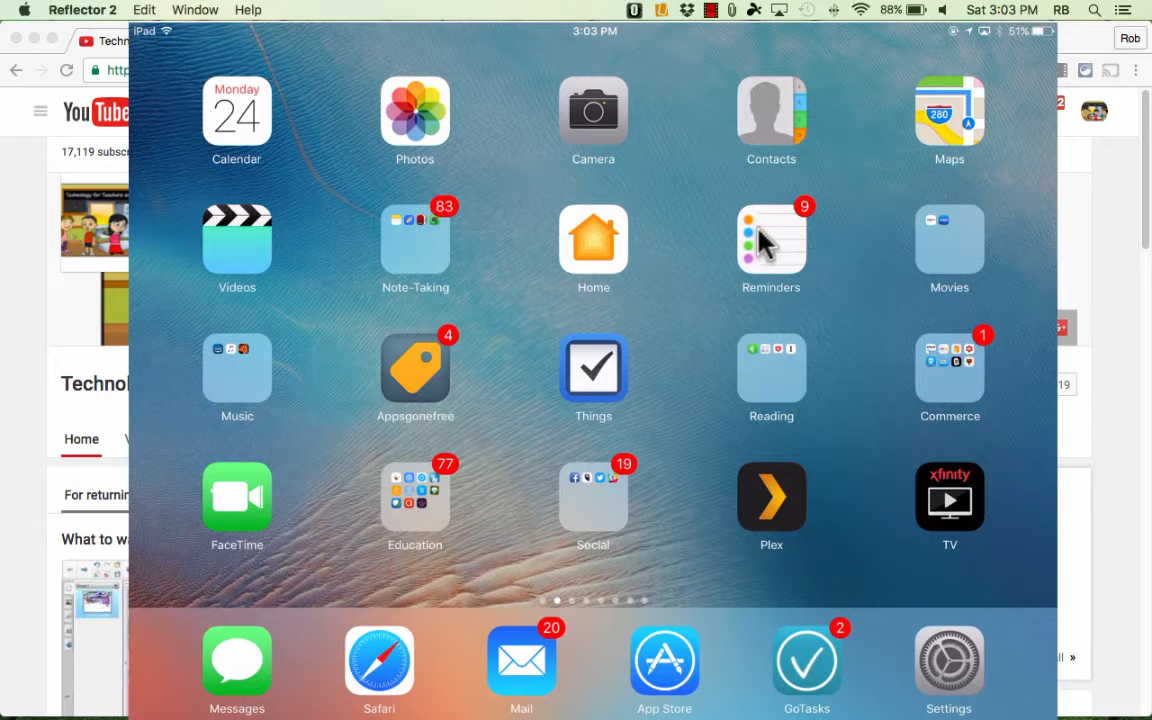 Reflector 2 Edit Window Help 88% Sat 3:03 PM RB
iPad 3:03 PM 51%
Techn
Rob
http
YouTube
17,119 subscr
Monday
24
280
Calendar Photos Camera Contacts Maps
83 9
Videos Note-Taking Home Reminders Movies
4 1
Technol
19
Music Appsgonefree Things Reading Commerce
Home V
77 19 xfinity
For returnin
What to wa
FaceTime Education Social Plex TV
20 2
ll »
Messages Safari Mail App Store GoTasks Settings